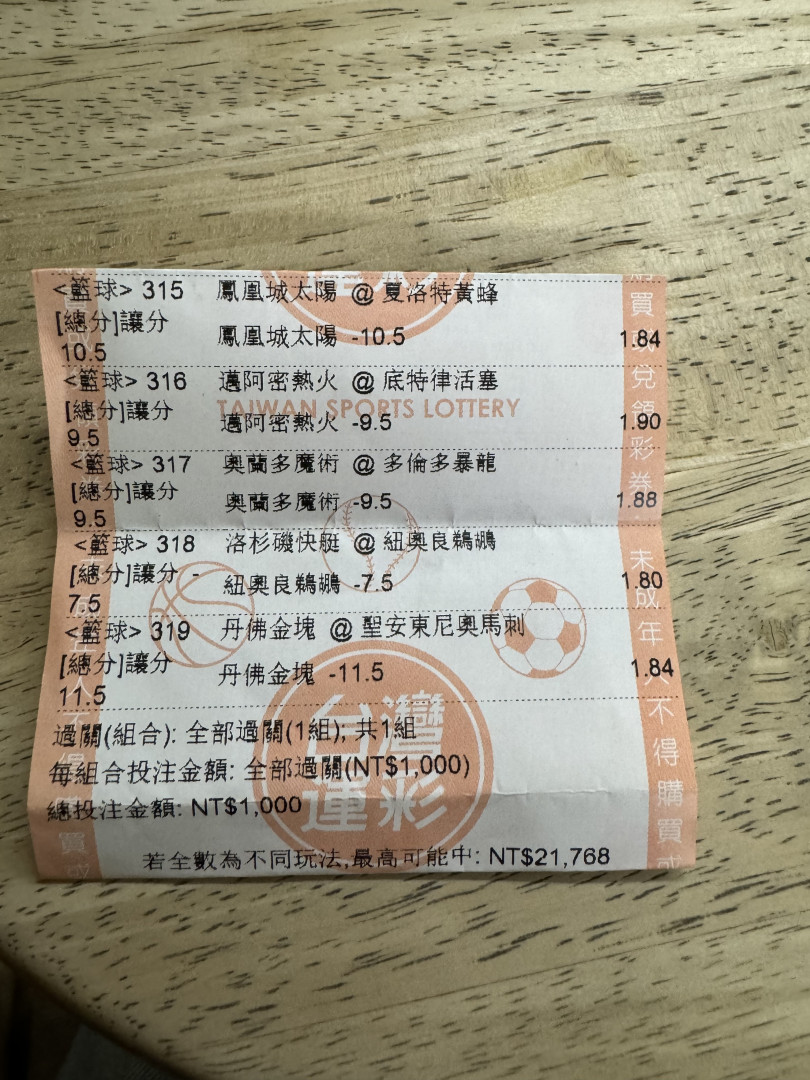 <籃球> 315 鳳凰城太陽 @ 夏洛特黃蜂
[總分]讓分
10.5 鳳凰城太陽 -10.5 1.84
<籃球> 316 邁阿密熱火 @ 底特律活塞
TAIWAN SPORTS LOTTERY
[總分]讓分
9.5 邁阿密熱火 -9.5 1.90
<籃球> 317 奧蘭多魔術 @ 多倫多暴龍
[總分]讓分
9.5 奧蘭多魔術 -9.5 1.88
<籃球> 318 洛杉磯快艇 @ 紐奧良鵜鶘
[總分]讓分 -
7.5 紐奧良鵜鶘 -7.5 1.80
<籃球> 319 丹佛金塊 @ 聖安東尼奧馬刺
[總分]讓分
11.5 丹佛金塊 -11.5 1.84
過關(組合): 全部過關(1組); 共1組
每組合投注金額: 全部過關(NT$1,000)
總投注金額: NT$1,000
若全數為不同玩法,最高可能中: NT$21,768
台灣
運彩
購買或兌領彩券
未成年人不得購買或